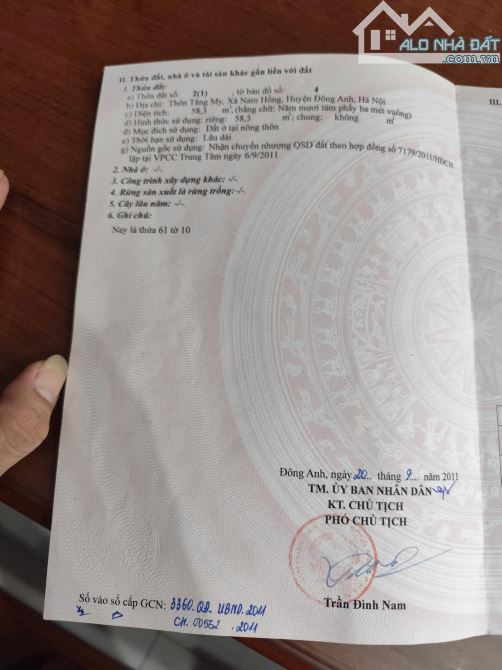 ALO NHÀ ĐẤT
II. Thửa đất, nhà ở và tài sản khác gắn liền với đất
III.
1. Thửa đất:
a) Thửa đất số: 2(1) , tờ bản đồ số: 4
b) Địa chỉ: Thôn Tằng My, Xã Nam Hồng, Huyện Đông Anh, Hà Nội
c) Diện tích: 58,3 m², (bằng chữ: Năm mươi tám phẩy ba mét vuông)
d) Hình thức sử dụng: riêng: 58,3 m²; chung: không m²
đ) Mục đích sử dụng: Đất ở tại nông thôn
e) Thời hạn sử dụng: Lâu dài
g) Nguồn gốc sử dụng: Nhận chuyển nhượng QSD đất theo hợp đồng số 7179/2011/HĐCN
lập tại VPCC Trung Tâm ngày 6/9/2011
2. Nhà ở: -/-
3. Công trình xây dựng khác: -/-
4. Rừng sản xuất là rừng trồng: -/-
5. Cây lâu năm: -/-
6. Ghi chú:
Nay là thửa 61 tờ 10
Đông Anh, ngày 20 tháng 9 năm 2011
TM. ỦY BAN NHÂN DÂN
KT. CHỦ TỊCH
PHÓ CHỦ TỊCH
Trần Đình Nam
Số vào sổ cấp GCN: 3360.QĐ.UBND.2011
CH.00562.2011